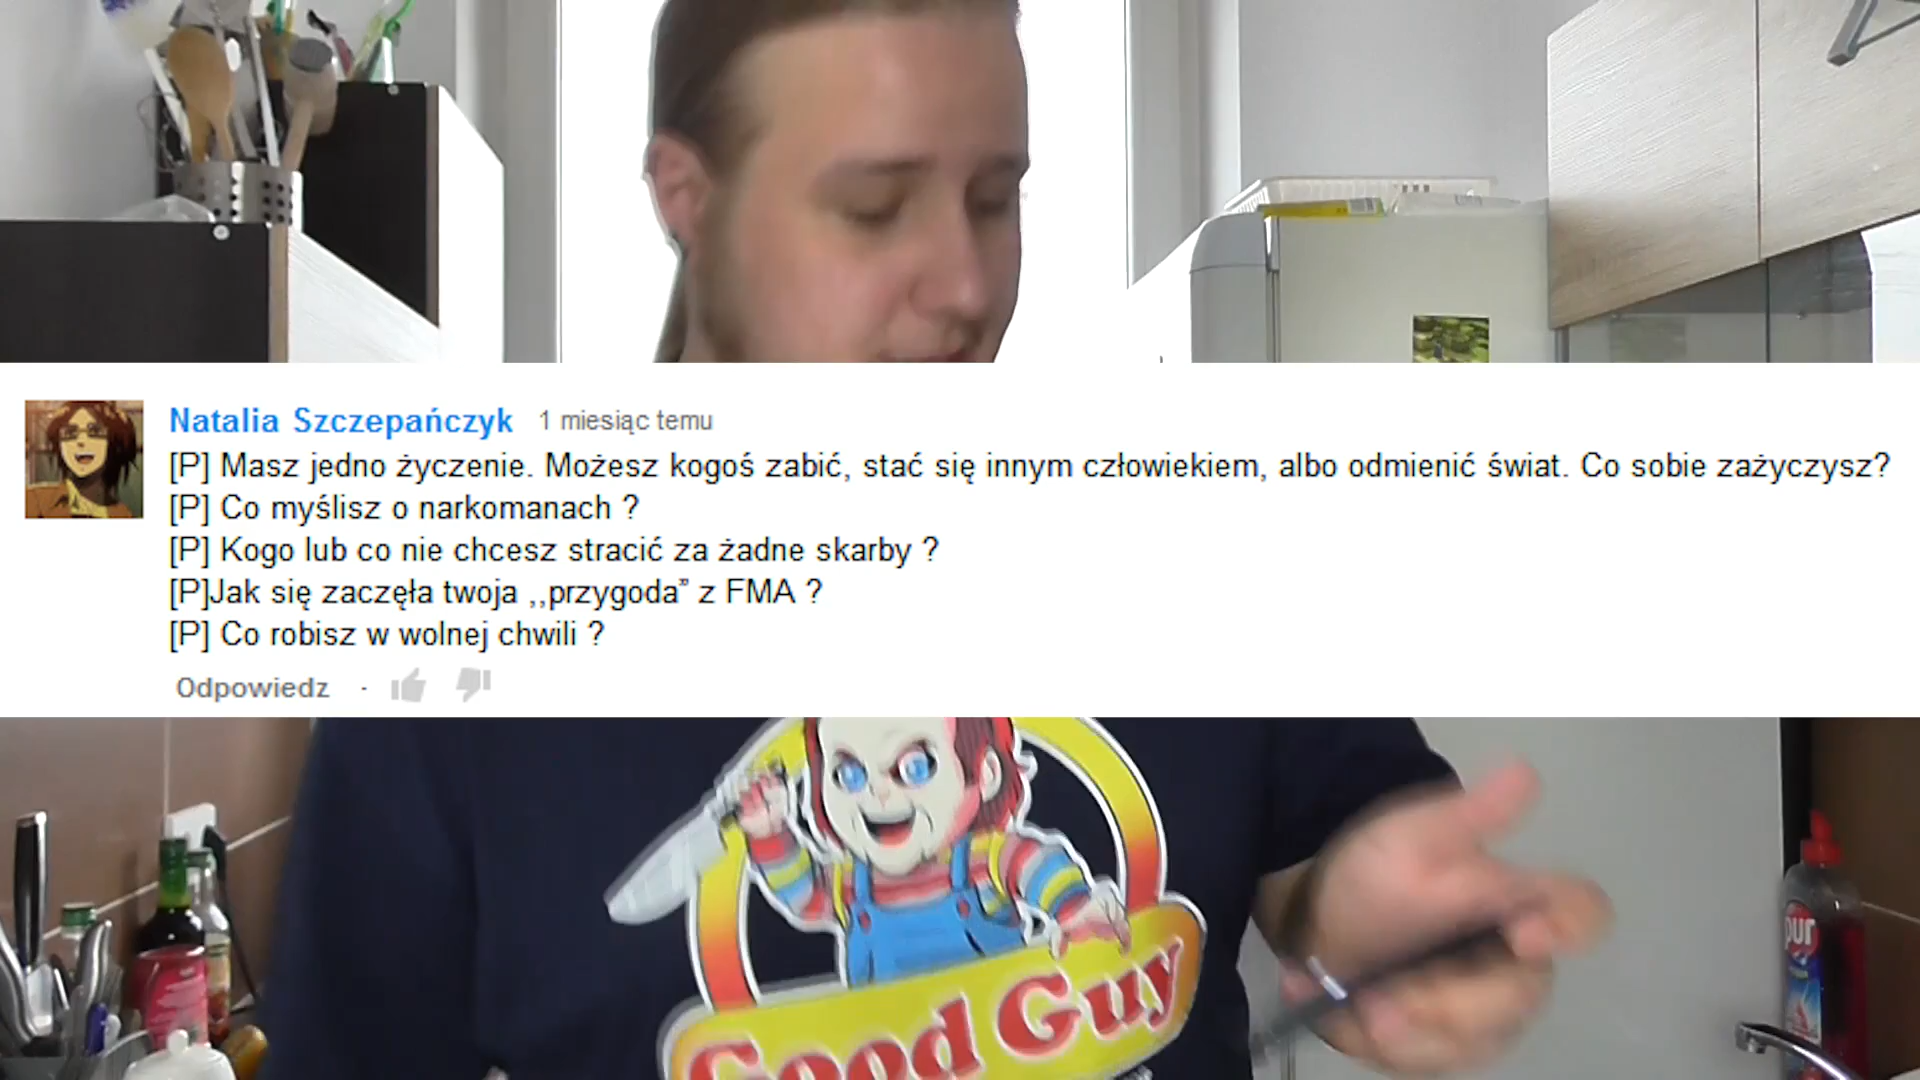 Natalia Szczepańczyk 1 miesiąc temu
[P] Masz jedno życzenie. Możesz kogoś zabić, stać się innym człowiekiem, albo odmienić świat. Co sobie zażyczysz?
[P] Co myślisz o narkomanach ?
[P] Kogo lub co nie chcesz stracić za żadne skarby ?
[P]Jak się zaczęła twoja ,,przygoda” z FMA ?
[P] Co robisz w wolnej chwili ?
Odpowiedz ·
Good Guy
pur